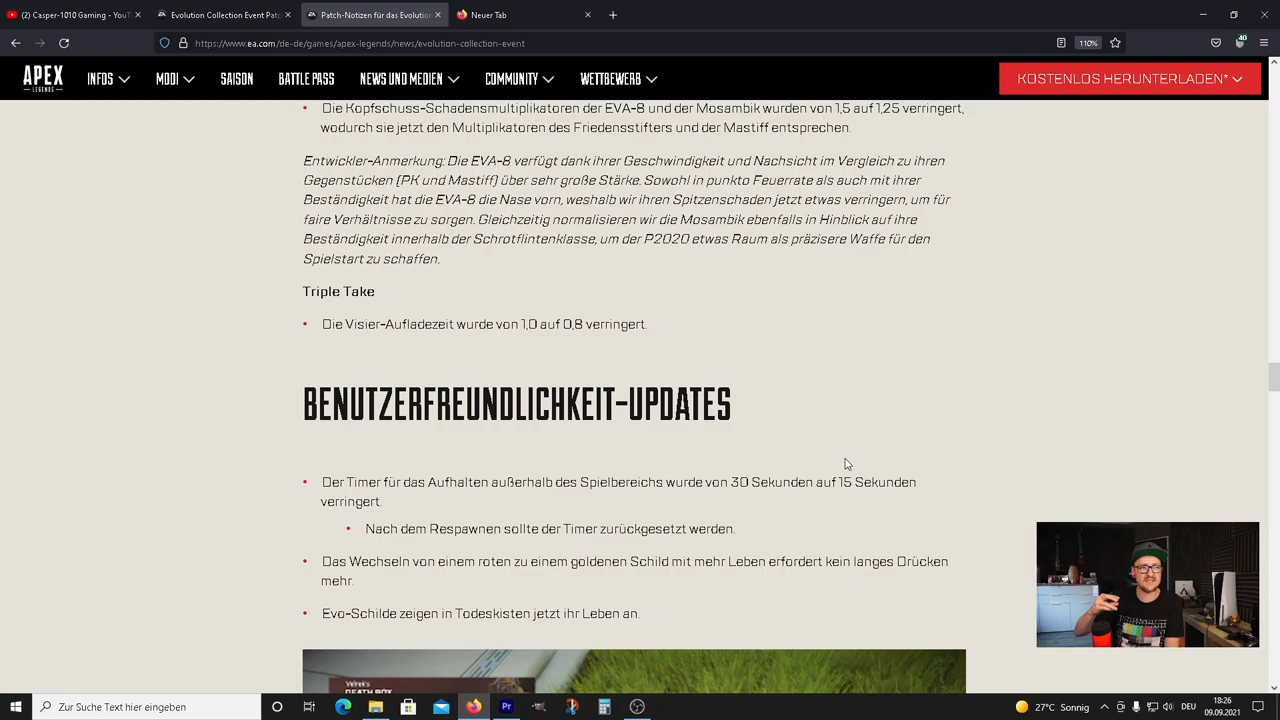 (2) Casper-1010 Gaming - YouT
Evolution Collection Event Patc
Patch-Notizen für das Evolution
Neuer Tab
https://www.ea.com/de-de/games/apex-legends/news/evolution-collection-event
110%
40
APEX
LEGENDS
INFOS
MODI
SAISON
BATTLE PASS
NEWS UND MEDIEN
COMMUNITY
WETTBEWERB
KOSTENLOS HERUNTERLADEN*
Die Kopfschuss-Schadensmultiplikatoren der EVA-8 und der Mosambik wurden von 1,5 auf 1,25 verringert,
wodurch sie jetzt den Multiplikatoren des Friedensstifters und der Mastiff entsprechen.
Entwickler-Anmerkung: Die EVA-8 verfügt dank ihrer Geschwindigkeit und Nachsicht im Vergleich zu ihren
Gegenstücken (PK und Mastiff) über sehr große Stärke. Sowohl in punkto Feuerrate als auch mit ihrer
Beständigkeit hat die EVA-8 die Nase vorn, weshalb wir ihren Spitzenschaden jetzt etwas verringern, um für
faire Verhältnisse zu sorgen. Gleichzeitig normalisieren wir die Mosambik ebenfalls in Hinblick auf ihre
Beständigkeit innerhalb der Schrotflintenklasse, um der P2020 etwas Raum als präzisere Waffe für den
Spielstart zu schaffen.
Triple Take
Die Visier-Aufladezeit wurde von 1,0 auf 0,8 verringert.
BENUTZERFREUNDLICHKEIT-UPDATES
Der Timer für das Aufhalten außerhalb des Spielbereichs wurde von 30 Sekunden auf 15 Sekunden
verringert.
Nach dem Respawnen sollte der Timer zurückgesetzt werden.
Das Wechseln von einem roten zu einem goldenen Schild mit mehr Leben erfordert kein langes Drücken
mehr.
Evo-Schilde zeigen in Todeskisten jetzt ihr Leben an.
DEATH BOX
Zur Suche Text hier eingeben
27°C Sonnig
18:26
09.09.2021